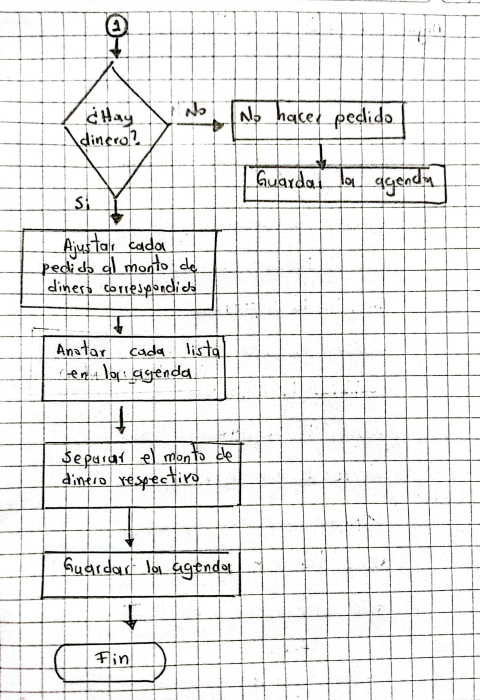 1
¿Hay
dinero?
No
No hacer pedido
Guardar la agenda
Si
Ajustar cada
pedido al monto de
dinero correspondido
Anotar cada lista
en la agenda
Separar el monto de
dinero respectivo
Guardar la agenda
Fin